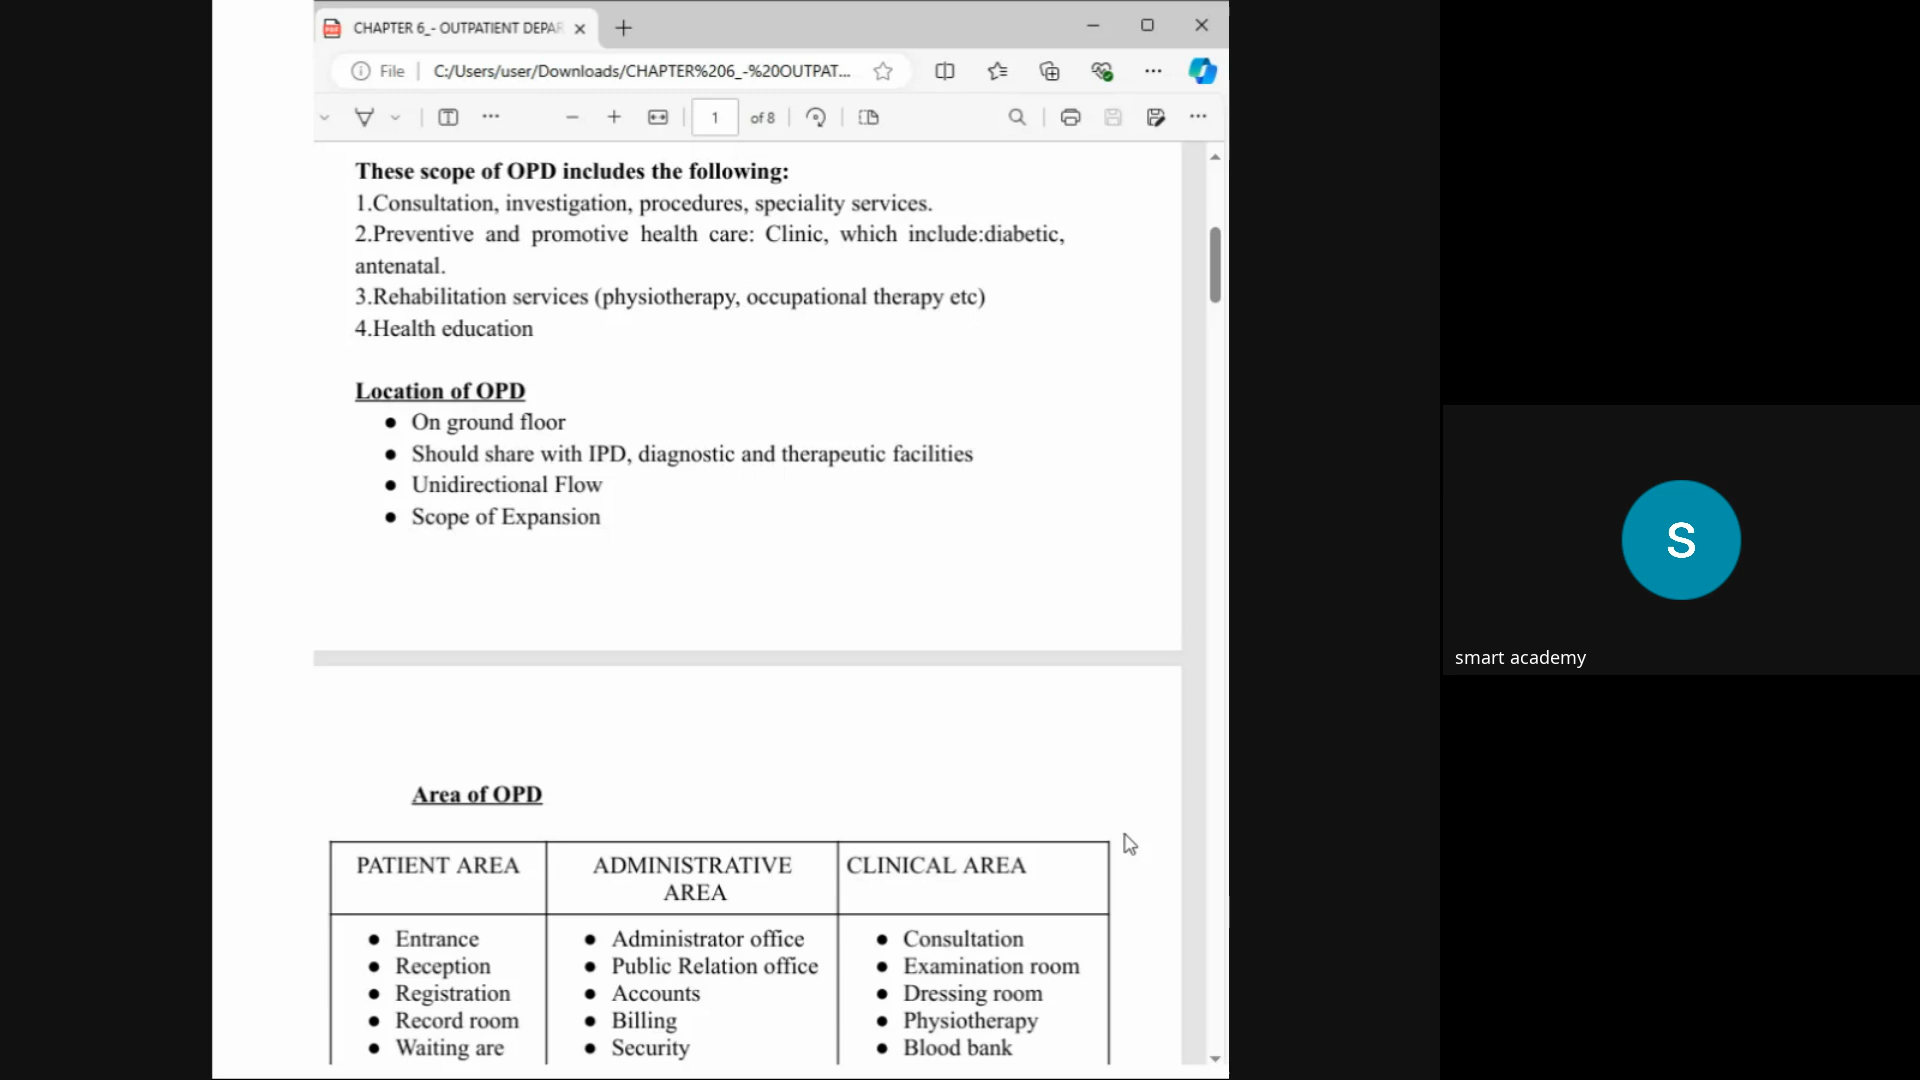 CHAPTER 6_- OUTPATIENT DEPAR
File
C:/Users/user/Downloads/CHAPTER%206_-%20OUTPAT...
1 of 8
These scope of OPD includes the following:
1.Consultation, investigation, procedures, speciality services.
2.Preventive and promotive health care: Clinic, which include:diabetic,
antenatal.
3.Rehabilitation services (physiotherapy, occupational therapy etc)
4.Health education
Location of OPD
● On ground floor
● Should share with IPD, diagnostic and therapeutic facilities
● Unidirectional Flow
● Scope of Expansion
Area of OPD
PATIENT AREA
● Entrance
● Reception
● Registration
● Record room
● Waiting are
ADMINISTRATIVE
AREA
● Administrator office
● Public Relation office
● Accounts
● Billing
● Security
CLINICAL AREA
● Consultation
● Examination room
● Dressing room
● Physiotherapy
● Blood bank
S
smart academy